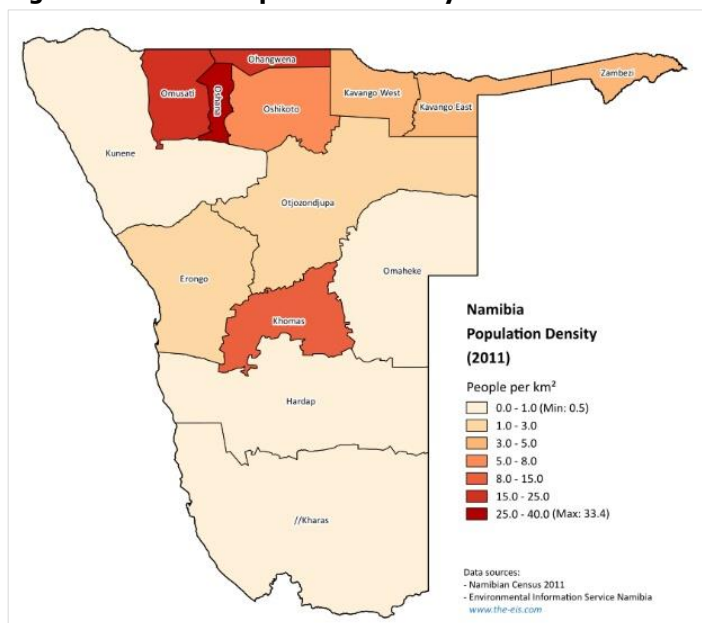 Ohangwena
Omusati
Oshana
Oshikoto
Kavango West
Kavango East
Zambezi
Kunene
Otjozondjupa
Omaheke
Erongo
Khomas
Hardap
//Kharas
Namibia
Population Density
(2011)
People per km²
0.0 - 1.0 (Min: 0.5)
1.0 - 3.0
3.0 - 5.0
5.0 - 8.0
8.0 - 15.0
15.0 - 25.0
25.0 - 40.0 (Max: 33.4)
Data sources:
- Namibian Census 2011
- Environmental Information Service Namibia
www.the-eis.com